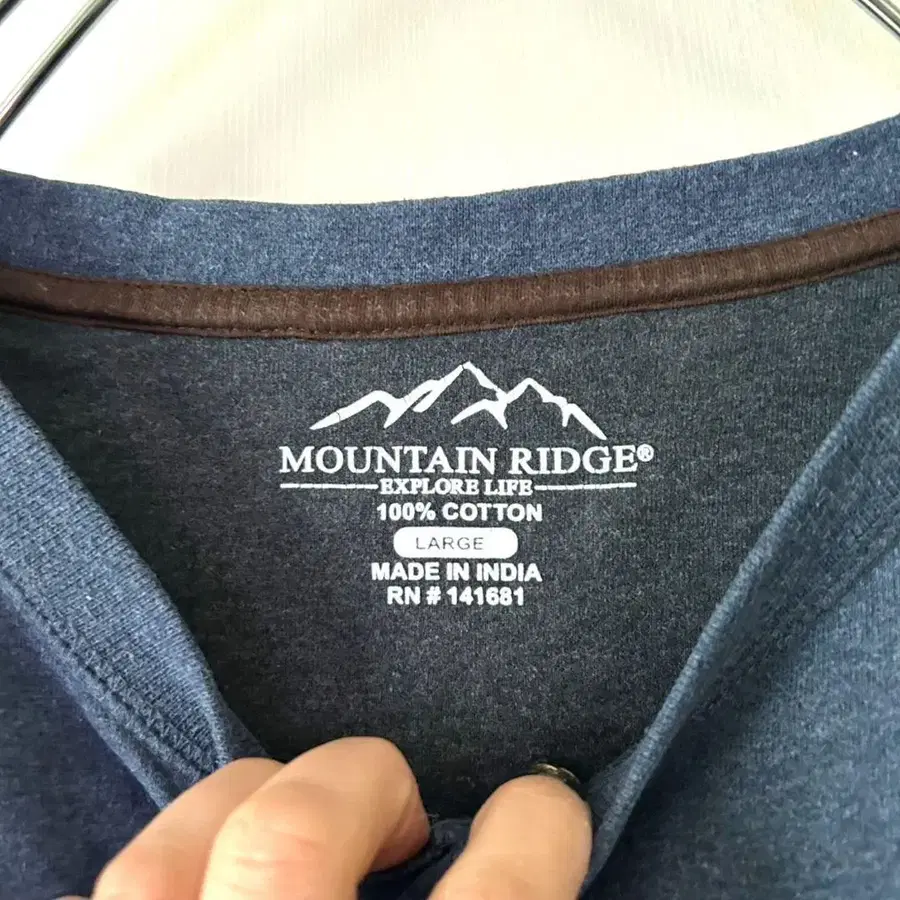 MOUNTAIN RIDGE®
EXPLORE LIFE
100% COTTON
LARGE
MADE IN INDIA
RN # 141681